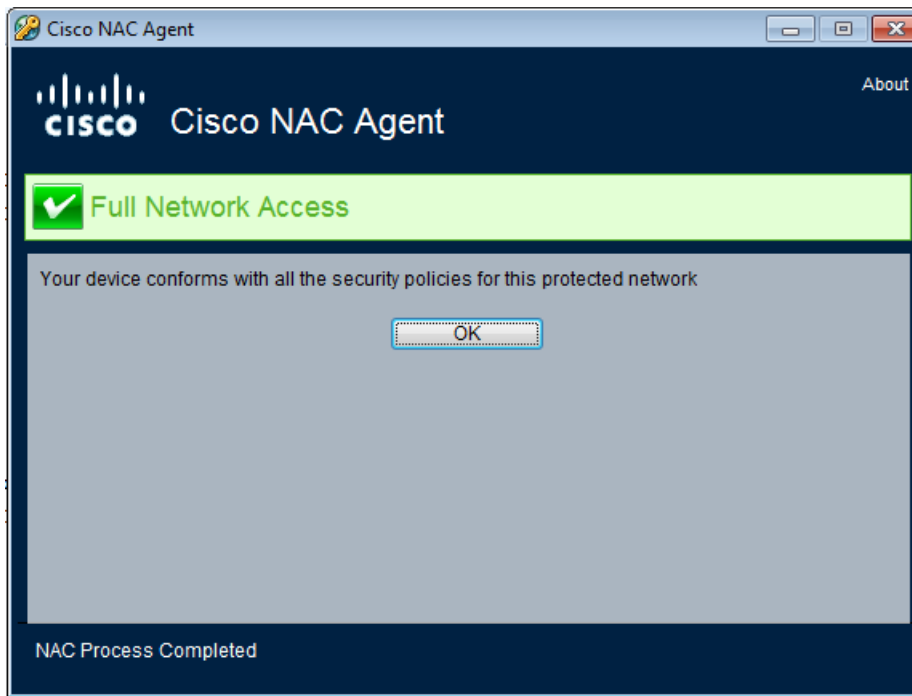 Cisco NAC Agent
About
CISCO
Cisco NAC Agent
Full Network Access
Your device conforms with all the security policies for this protected network
OK
NAC Process Completed